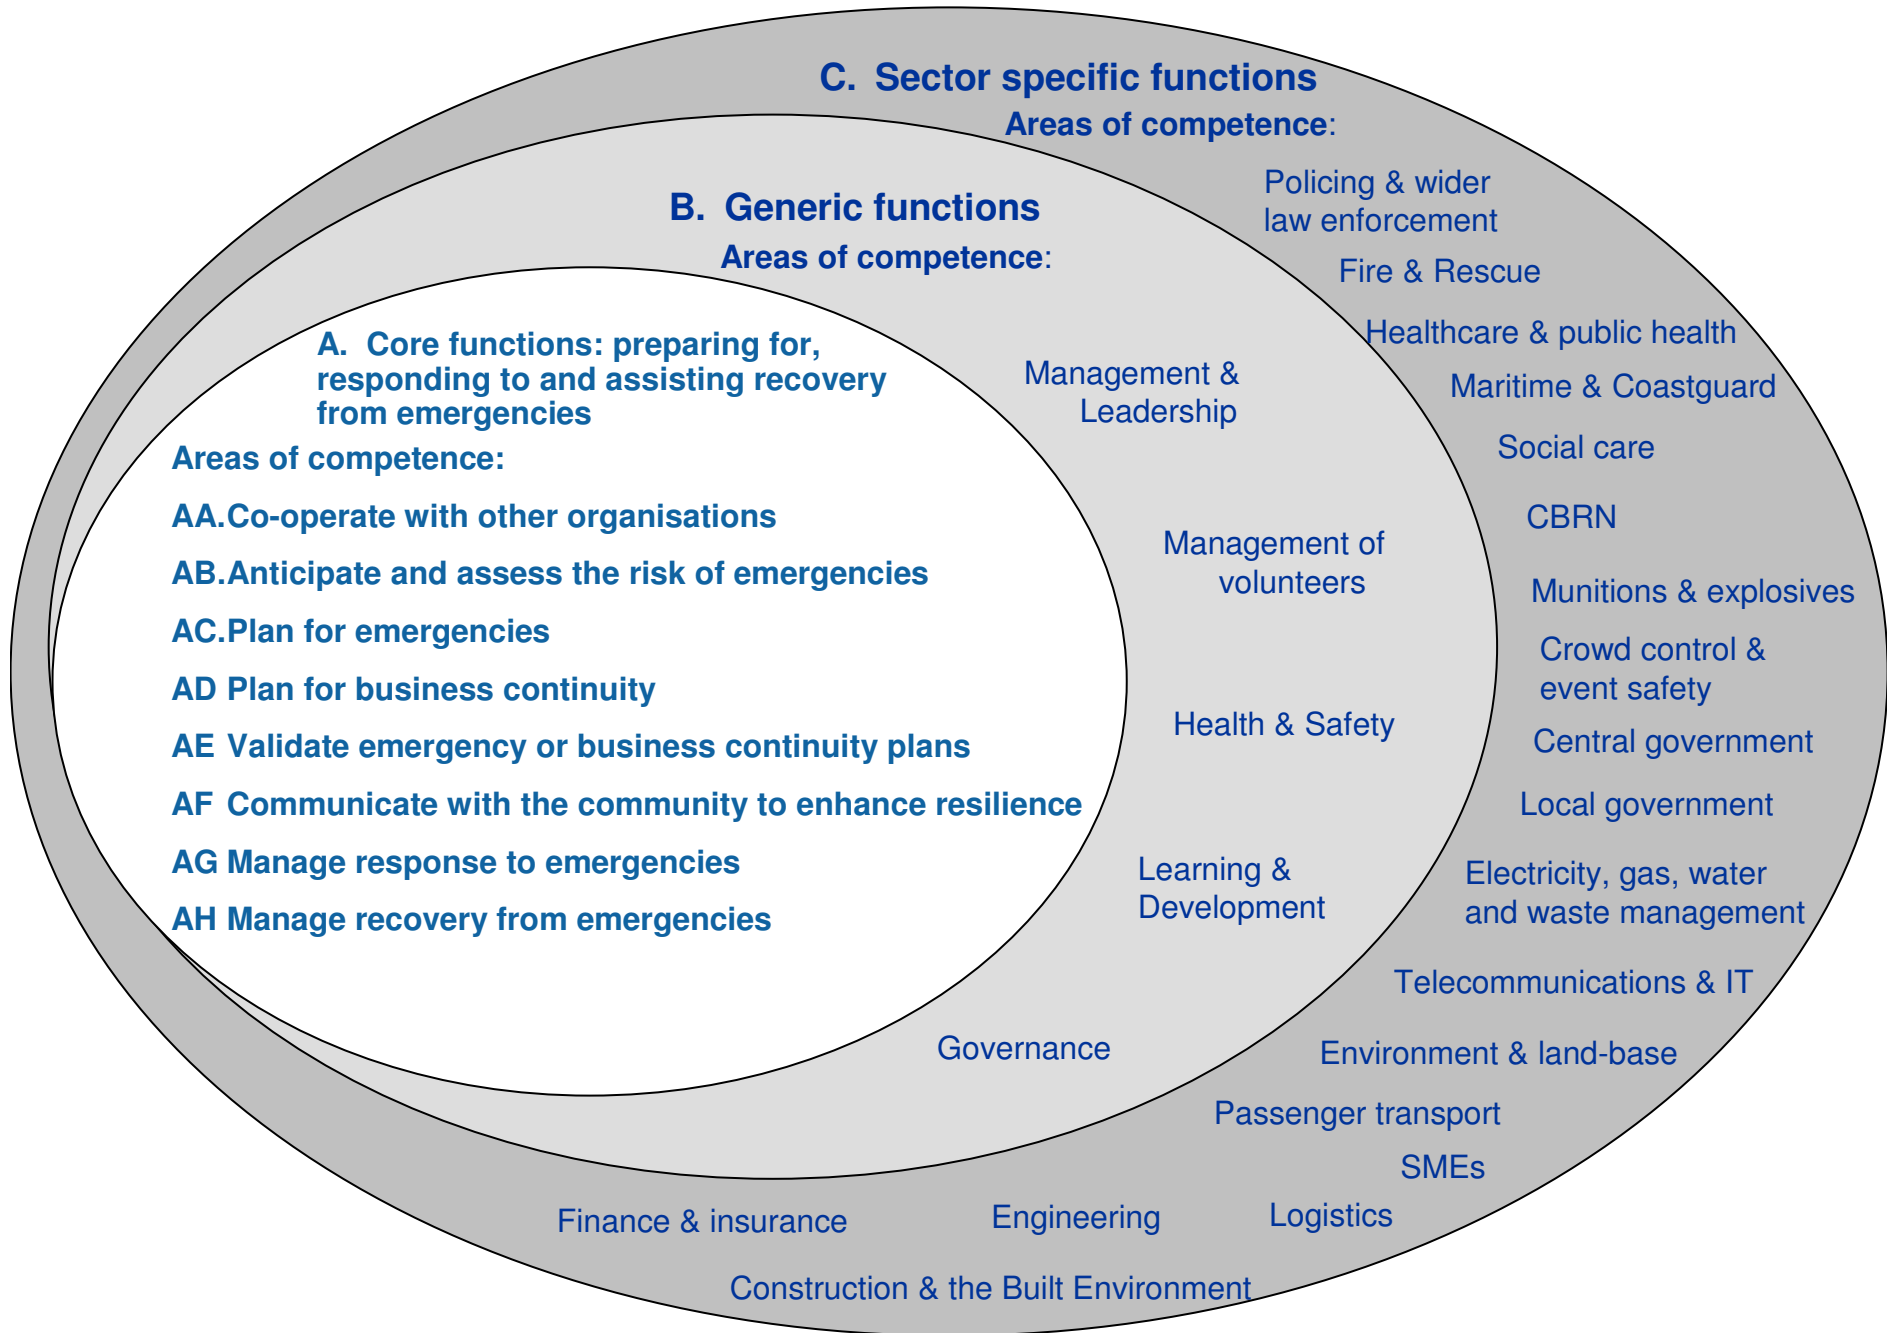 C. Sector specific functions
Areas of competence:
Policing & wider
law enforcement
Fire & Rescue
Healthcare & public health
Maritime & Coastguard
Social care
CBRN
Munitions & explosives
Crowd control &
event safety
Central government
Local government
Electricity, gas, water
and waste management
Telecommunications & IT
Environment & land-base
Passenger transport
SMEs
Logistics
Engineering
Finance & insurance
Construction & the Built Environment
B. Generic functions
Areas of competence:
Management &
Leadership
Management of
volunteers
Health & Safety
Learning &
Development
Governance
A. Core functions: preparing for,
responding to and assisting recovery
from emergencies
Areas of competence:
AA.Co-operate with other organisations
AB.Anticipate and assess the risk of emergencies
AC.Plan for emergencies
AD Plan for business continuity
AE Validate emergency or business continuity plans
AF Communicate with the community to enhance resilience
AG Manage response to emergencies
AH Manage recovery from emergencies